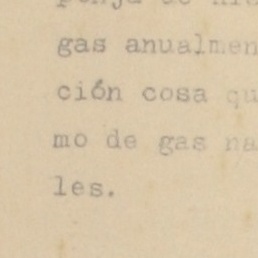 gas anualmen
ción cosa qu
mo de gas na
les.